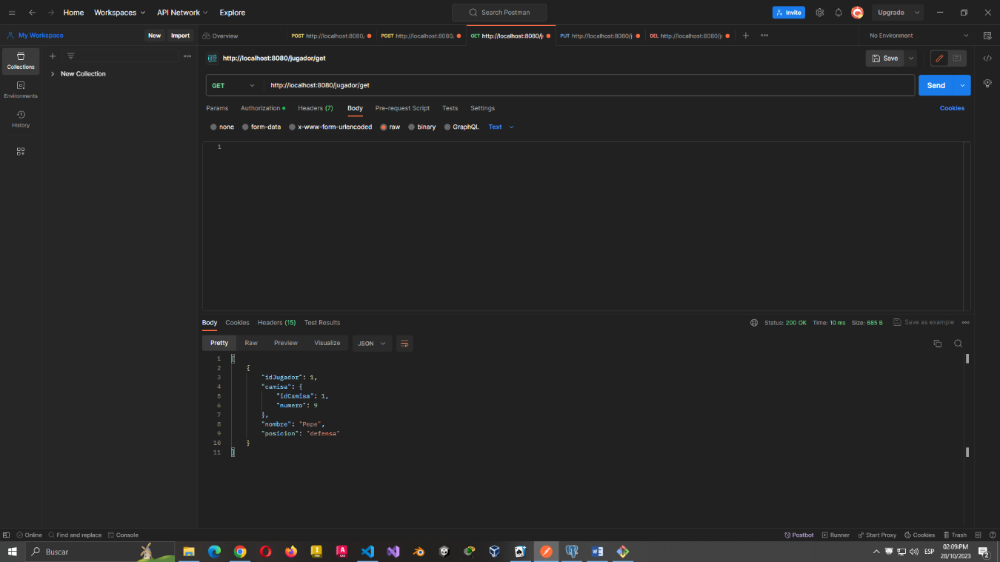 Home Workspaces API Network Explore Search Postman Invite Upgrade
My Workspace New Import Overview POST http://localhost:8080/ POST http://localhost:8080/ GET http://localhost:8080/j PUT http://localhost:8080/j DEL http://localhost:8080/j No Environment
Collections
Environments
History
New Collection
http://localhost:8080/jugador/get Save
GET http://localhost:8080/jugador/get Send
Params Authorization Headers (7) Body Pre-request Script Tests Settings Cookies
none form-data x-www-form-urlencoded raw binary GraphQL Text
1
Body Cookies Headers (15) Test Results Status: 200 OK Time: 10 ms Size: 685 B Save as example
Pretty Raw Preview Visualize JSON
1 [
2 {
3 "idJugador": 1,
4 "camisa": {
5 "idCamisa": 1,
6 "numero": 9
7 },
8 "nombre": "Pepe",
9 "posicion": "defensa"
10 }
11 ]
Online Find and replace Console Postbot Runner Start Proxy Cookies Trash
Buscar ESP 02:09PM
28/10/2023 2